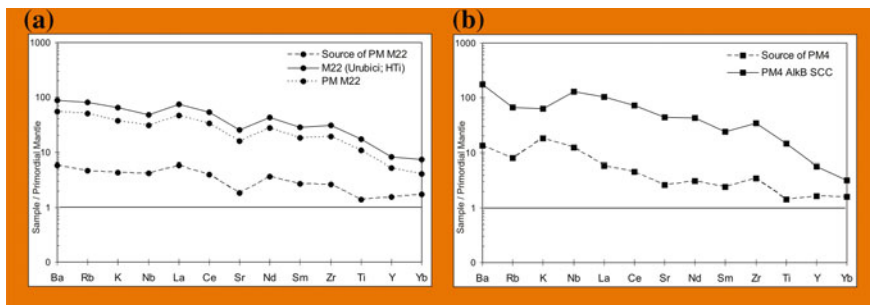 (a)
1000
100
10
1
0
Sample / Primordial Mantle
Source of PM M22
M22 (Urubici; HTi)
PM M22
Ba Rb K Nb La Ce Sr Nd Sm Zr Ti Y Yb
(b)
1000
100
10
1
0
Sample / Primordial Mantle
Source of PM4
PM4 AlkB SCC
Ba Rb K Nb La Ce Sr Nd Sm Zr Ti Y Yb